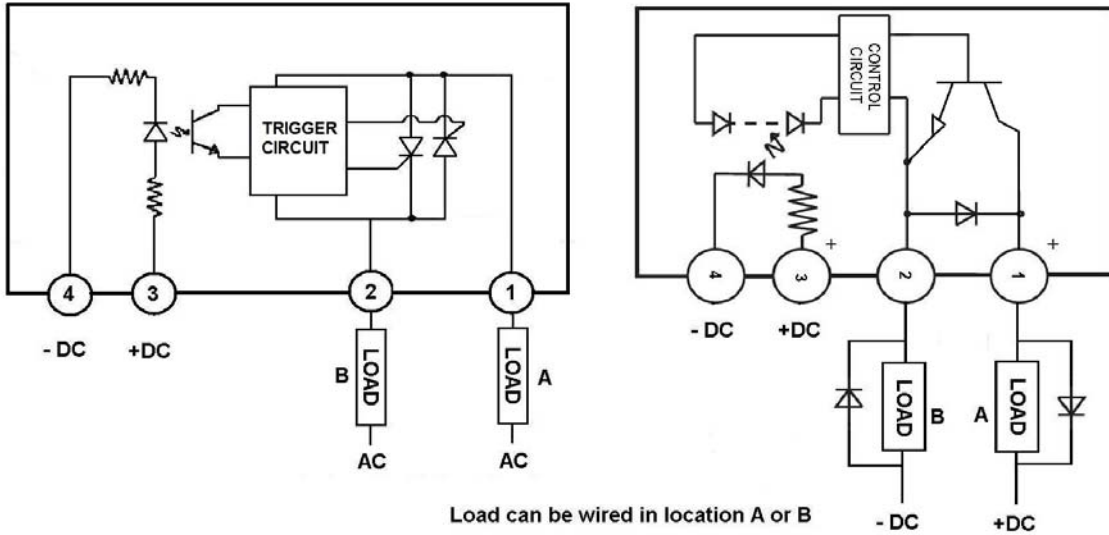 TRIGGER
CIRCUIT
4
3
2
1
- DC
+DC
B
LOAD
LOAD
A
AC
AC
CONTROL
CIRCUIT
+
+
4
3
2
1
- DC
+DC
LOAD
B
A
LOAD
- DC
+DC
Load can be wired in location A or B